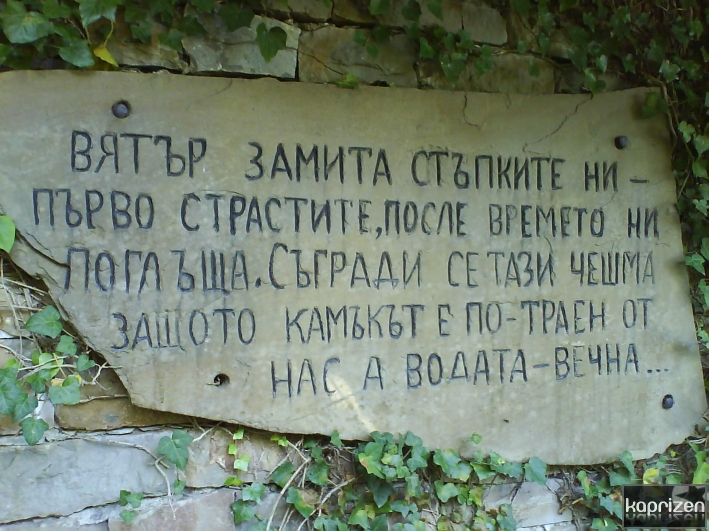 ВЯТЪР ЗАМИТА СТЪПКИТЕ НИ –
ПЪРВО СТРАСТИТЕ, ПОСЛЕ ВРЕМЕТО НИ
ПОГЛЪЩА. СЪГРАДИ СЕ ТАЗИ ЧЕШМА
ЗАЩОТО КАМЪКЪТ Е ПО-ТРАЕН ОТ
НАС А ВОДАТА – ВЕЧНА...
kaprizen